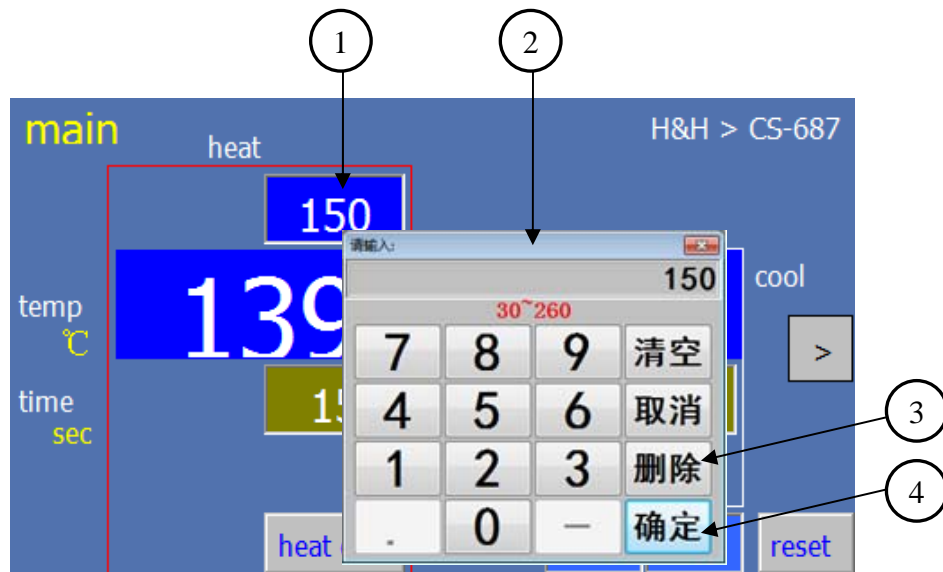 1
2
main
H&H > CS-687
heat
150
请输入:
150
30~260
139
cool
temp
℃
7 8 9 清空
>
time
sec
4 5 6 取消
3
1 2 3 删除
4
. 0 － 确定
heat
reset